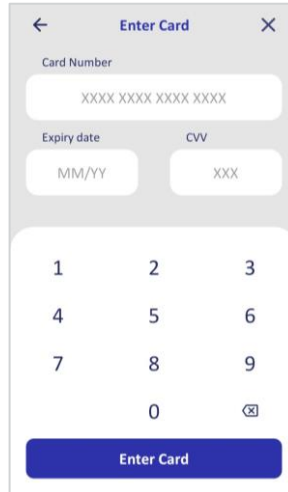 Enter Card
Card Number
XXXX XXXX XXXX XXXX
Expiry date CVV
MM/YY XXX
1 2 3
4 5 6
7 8 9
0
Enter Card